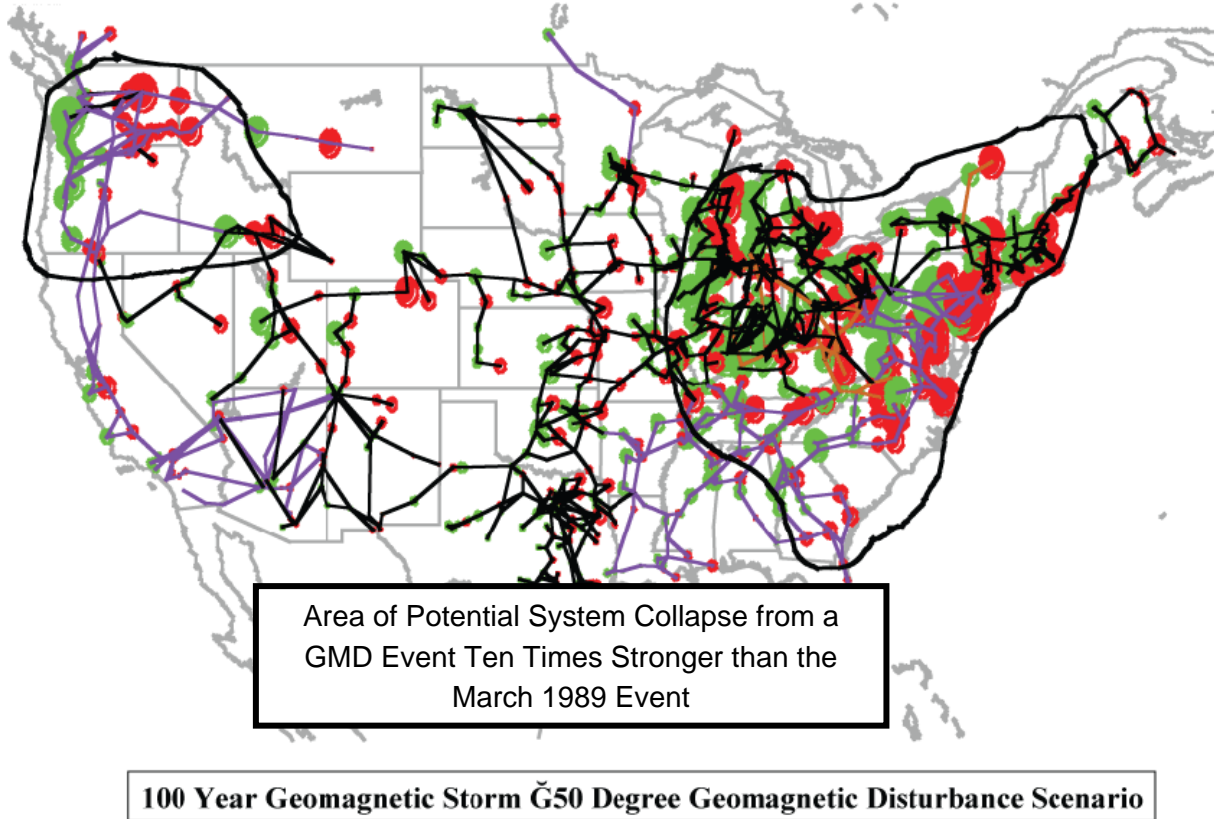 Area of Potential System Collapse from a
GMD Event Ten Times Stronger than the
March 1989 Event
100 Year Geomagnetic Storm Ğ50 Degree Geomagnetic Disturbance Scenario